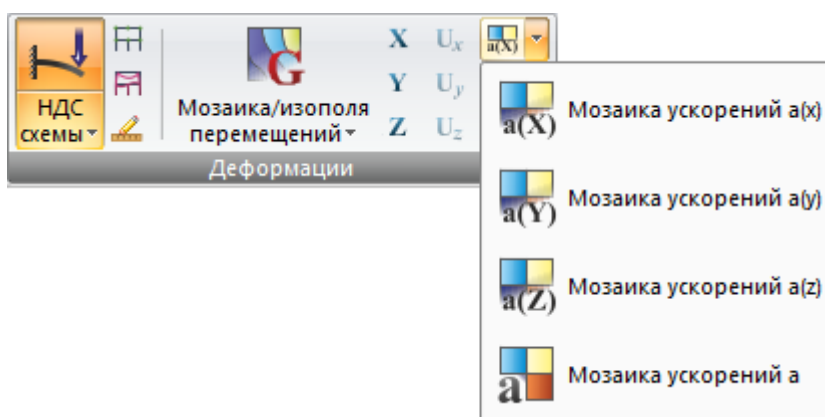 X Ux a(X)
G
Y Uy
НДС
схемы
Мозаика/изополя
перемещений
Z Uz
Деформации
a(X) Мозаика ускорений a(x)
a(Y) Мозаика ускорений a(y)
a(Z) Мозаика ускорений a(z)
a Мозаика ускорений a